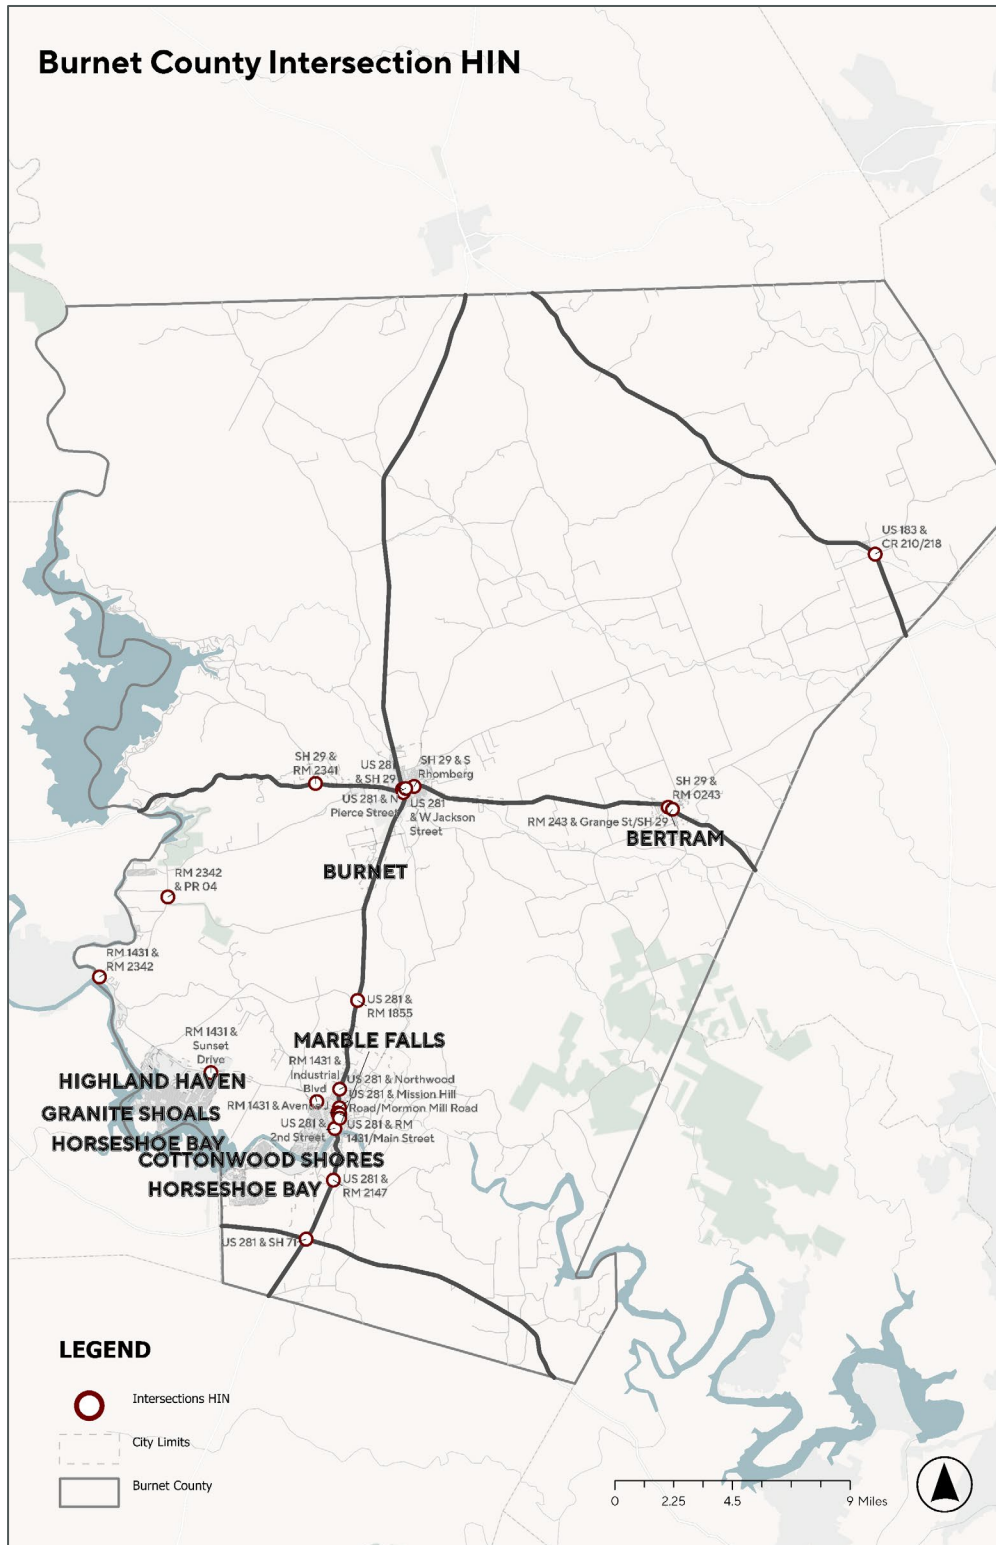 Burnet County Intersection HIN
US 183 &
CR 210/218
SH 29 &
RM 2341
US 281
& SH 29
SH 29 & S
Rhomberg
US 281 & N
Pierce Street
US 281
& W Jackson
Street
SH 29 &
RM 0243
RM 243 & Grange St/SH 29
BERTRAM
BURNET
RM 2342
& PR 04
RM 1431 &
RM 2342
US 281 &
RM 1855
RM 1431 &
Sunset
Drive
MARBLE FALLS
RM 1431 &
Industrial
Blvd
HIGHLAND HAVEN
US 281 & Northwood
US 281 & Mission Hill
Road/Mormon Mill Road
RM 1431 & Avenue J
GRANITE SHOALS
US 281 &
2nd Street
US 281 & RM
1431/Main Street
HORSESHOE BAY
COTTONWOOD SHORES
HORSESHOE BAY
US 281 &
RM 2147
US 281 & SH 71
LEGEND
Intersections HIN
City Limits
Burnet County
0 2.25 4.5 9 Miles